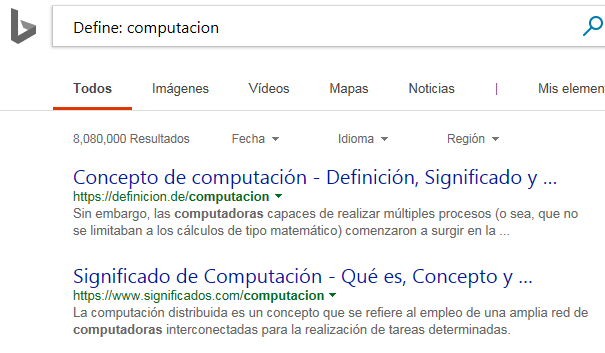 Define: computacion
Todos Imágenes Vídeos Mapas Noticias | Mis elemen
8,080,000 Resultados Fecha Idioma Región
Concepto de computación - Definición, Significado y ...
https://definicion.de/computacion
Sin embargo, las computadoras capaces de realizar múltiples procesos (o sea, que no
se limitaban a los cálculos de tipo matemático) comenzaron a surgir en la ...
Significado de Computación - Qué es, Concepto y ...
https://www.significados.com/computacion
La computación distribuida es un concepto que se refiere al empleo de una amplia red de
computadoras interconectadas para la realización de tareas determinadas.